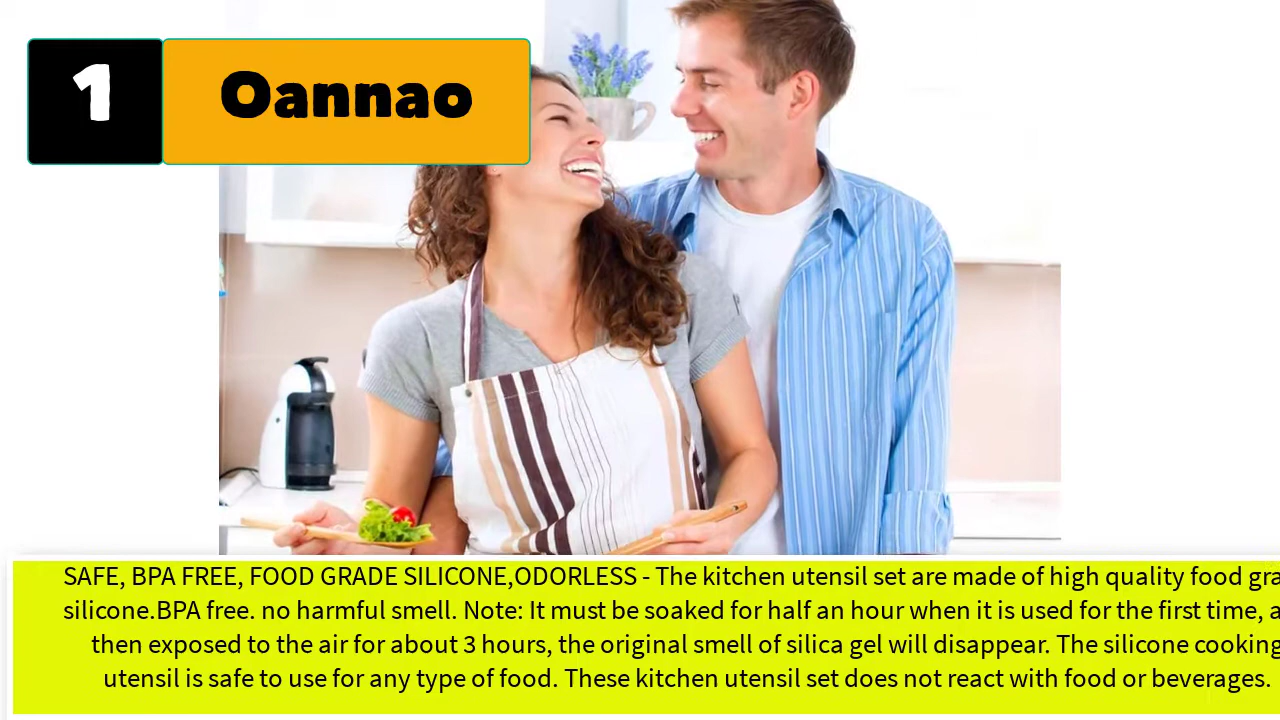 1 Oannao
SAFE, BPA FREE, FOOD GRADE SILICONE,ODORLESS - The kitchen utensil set are made of high quality food gra
silicone.BPA free. no harmful smell. Note: It must be soaked for half an hour when it is used for the first time, a
then exposed to the air for about 3 hours, the original smell of silica gel will disappear. The silicone cooking
utensil is safe to use for any type of food. These kitchen utensil set does not react with food or beverages.